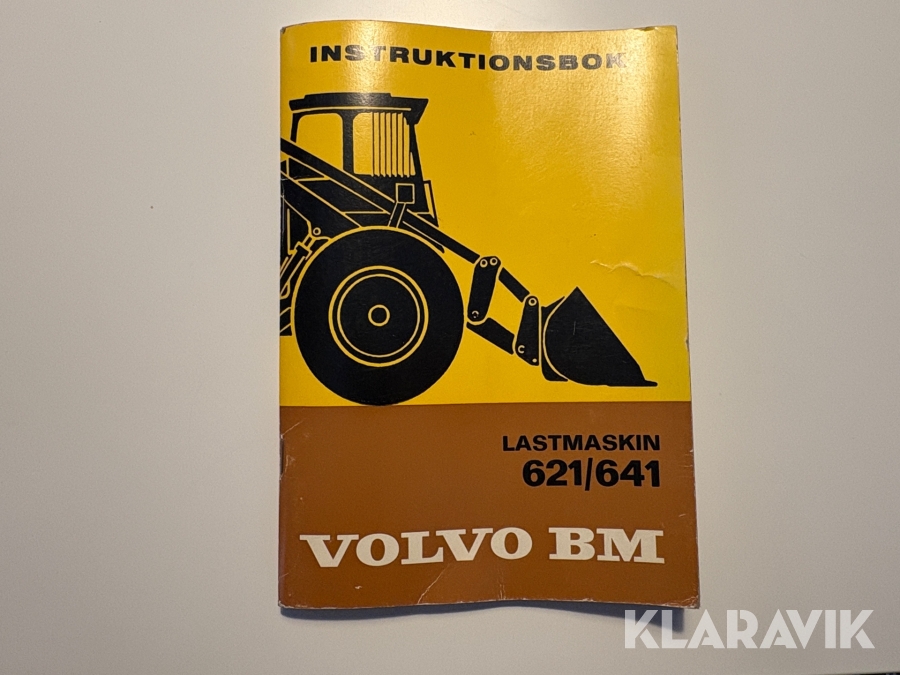 INSTRUKTIONSBOK
LASTMASKIN
621/641
VOLVO BM
KLARAVIK